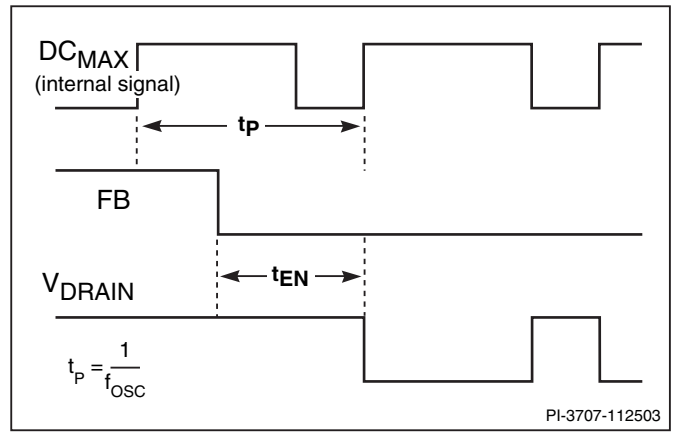 DCMAX
(internal signal)
tP
FB
tEN
VDRAIN
tP = 1/fOSC
PI-3707-112503